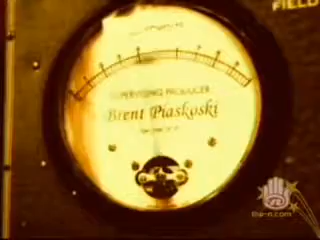 FIELD
SUPERVISING PRODUCER
Brent Piaskoski
the-n.com